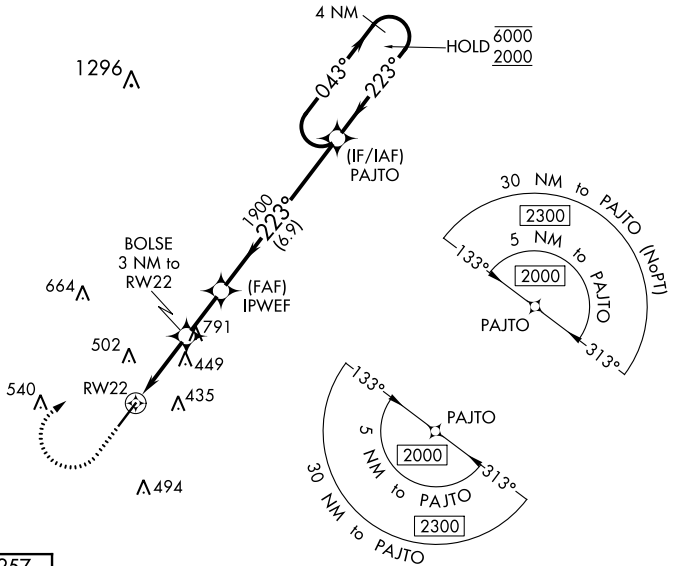 4 NM
HOLD
6000
2000
1296
043°
223°
(IF/IAF)
PAJTO
1900
223°
(6.9)
30 NM to PAJTO (NoPT)
2300
5 NM to PAJTO
133°
2000
PAJTO
313°
BOLSE
3 NM to
RW22
664
(FAF)
IPWEF
791
502
449
540
RW22
435
494
133°
PAJTO
5 NM to PAJTO
2000
313°
30 NM to PAJTO
2300